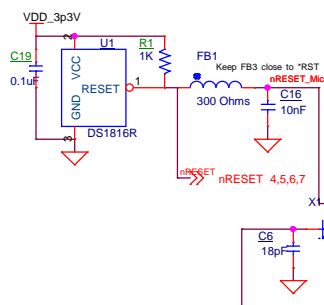 VDD_3p3V
C19
0.1uF
U1
2
VCC
RESET
1
GND
3
DS1816R
R1
1K
FB1
Keep FB3 close to "RST
nRESET_Mic
300 Ohms
C16
10nF
nRESET
nRESET 4,5,6,7
X1
C6
18pF